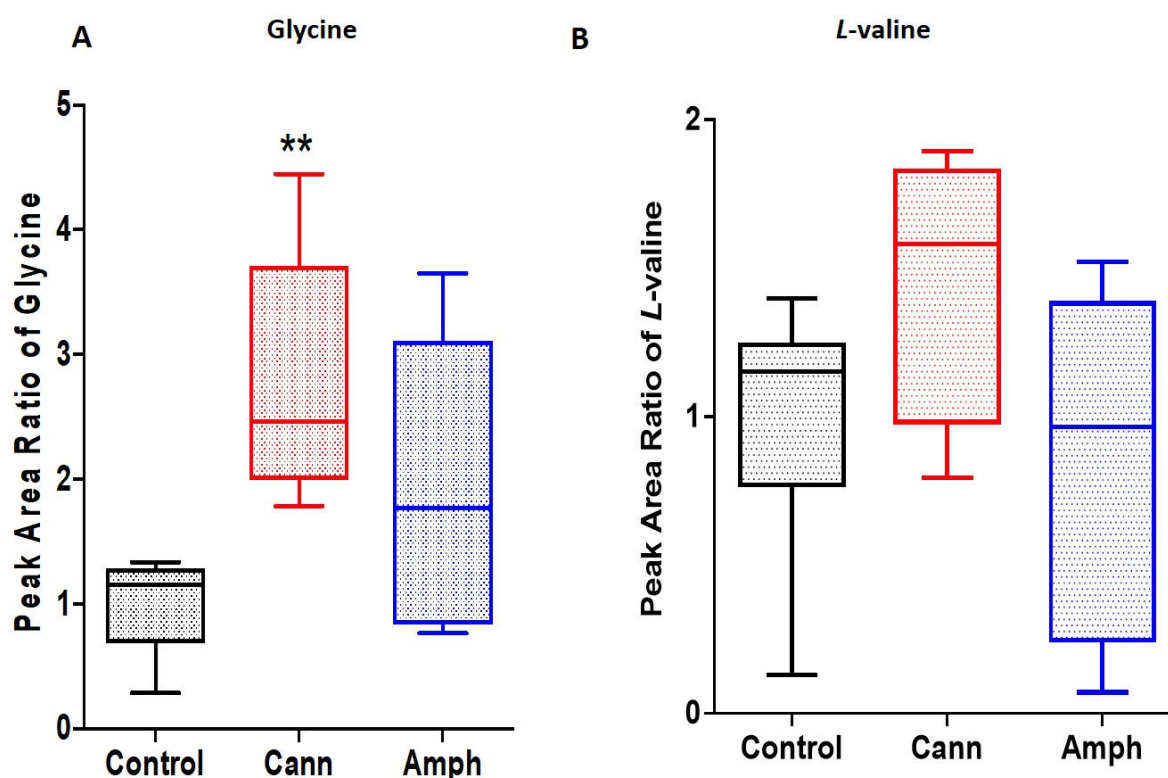 A
Glycine
Peak Area Ratio of Glycine
5
4
3
2
1
0
**
Control
Cann
Amph
B
L-valine
Peak Area Ratio of L-valine
2
1
0
Control
Cann
Amph